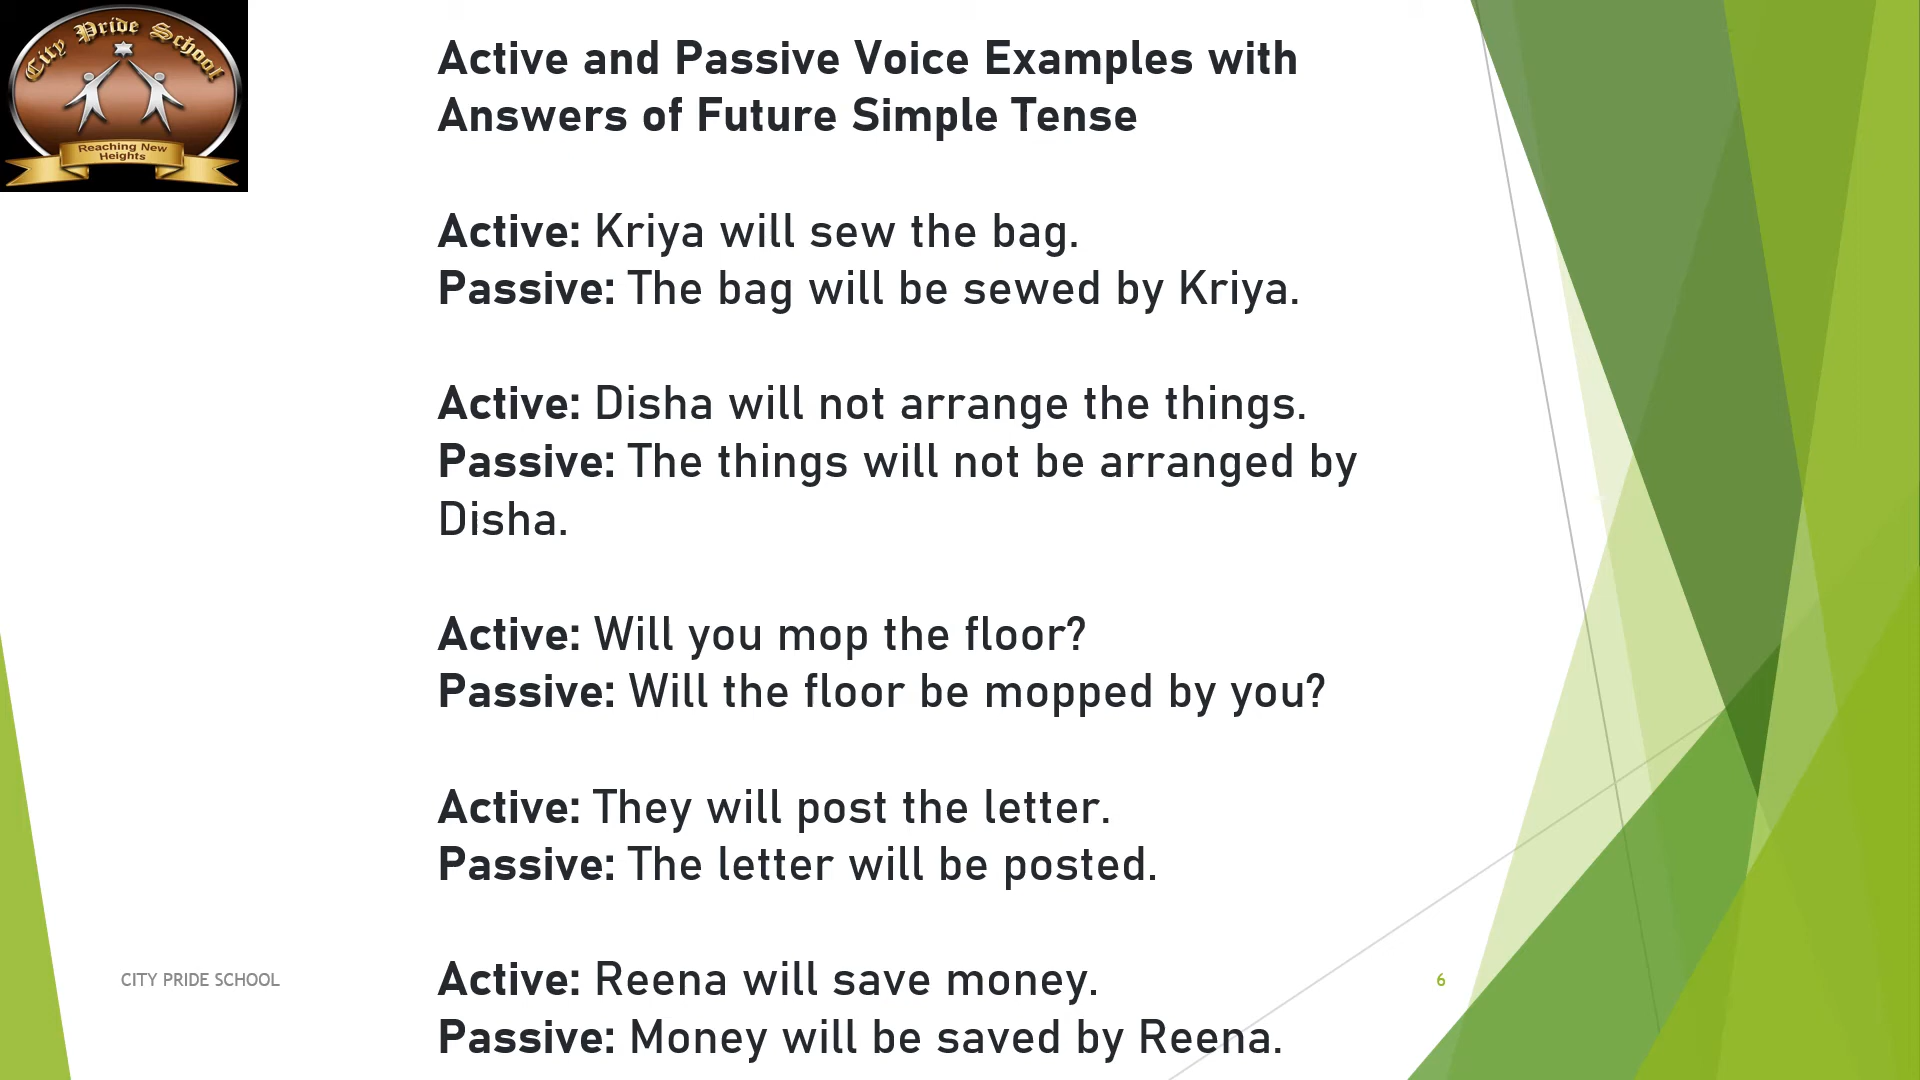 City Pride School
Reaching New
Heights
Active and Passive Voice Examples with
Answers of Future Simple Tense
Active: Kriya will sew the bag.
Passive: The bag will be sewed by Kriya.
Active: Disha will not arrange the things.
Passive: The things will not be arranged by
Disha.
Active: Will you mop the floor?
Passive: Will the floor be mopped by you?
Active: They will post the letter.
Passive: The letter will be posted.
Active: Reena will save money.
Passive: Money will be saved by Reena.
CITY PRIDE SCHOOL
6